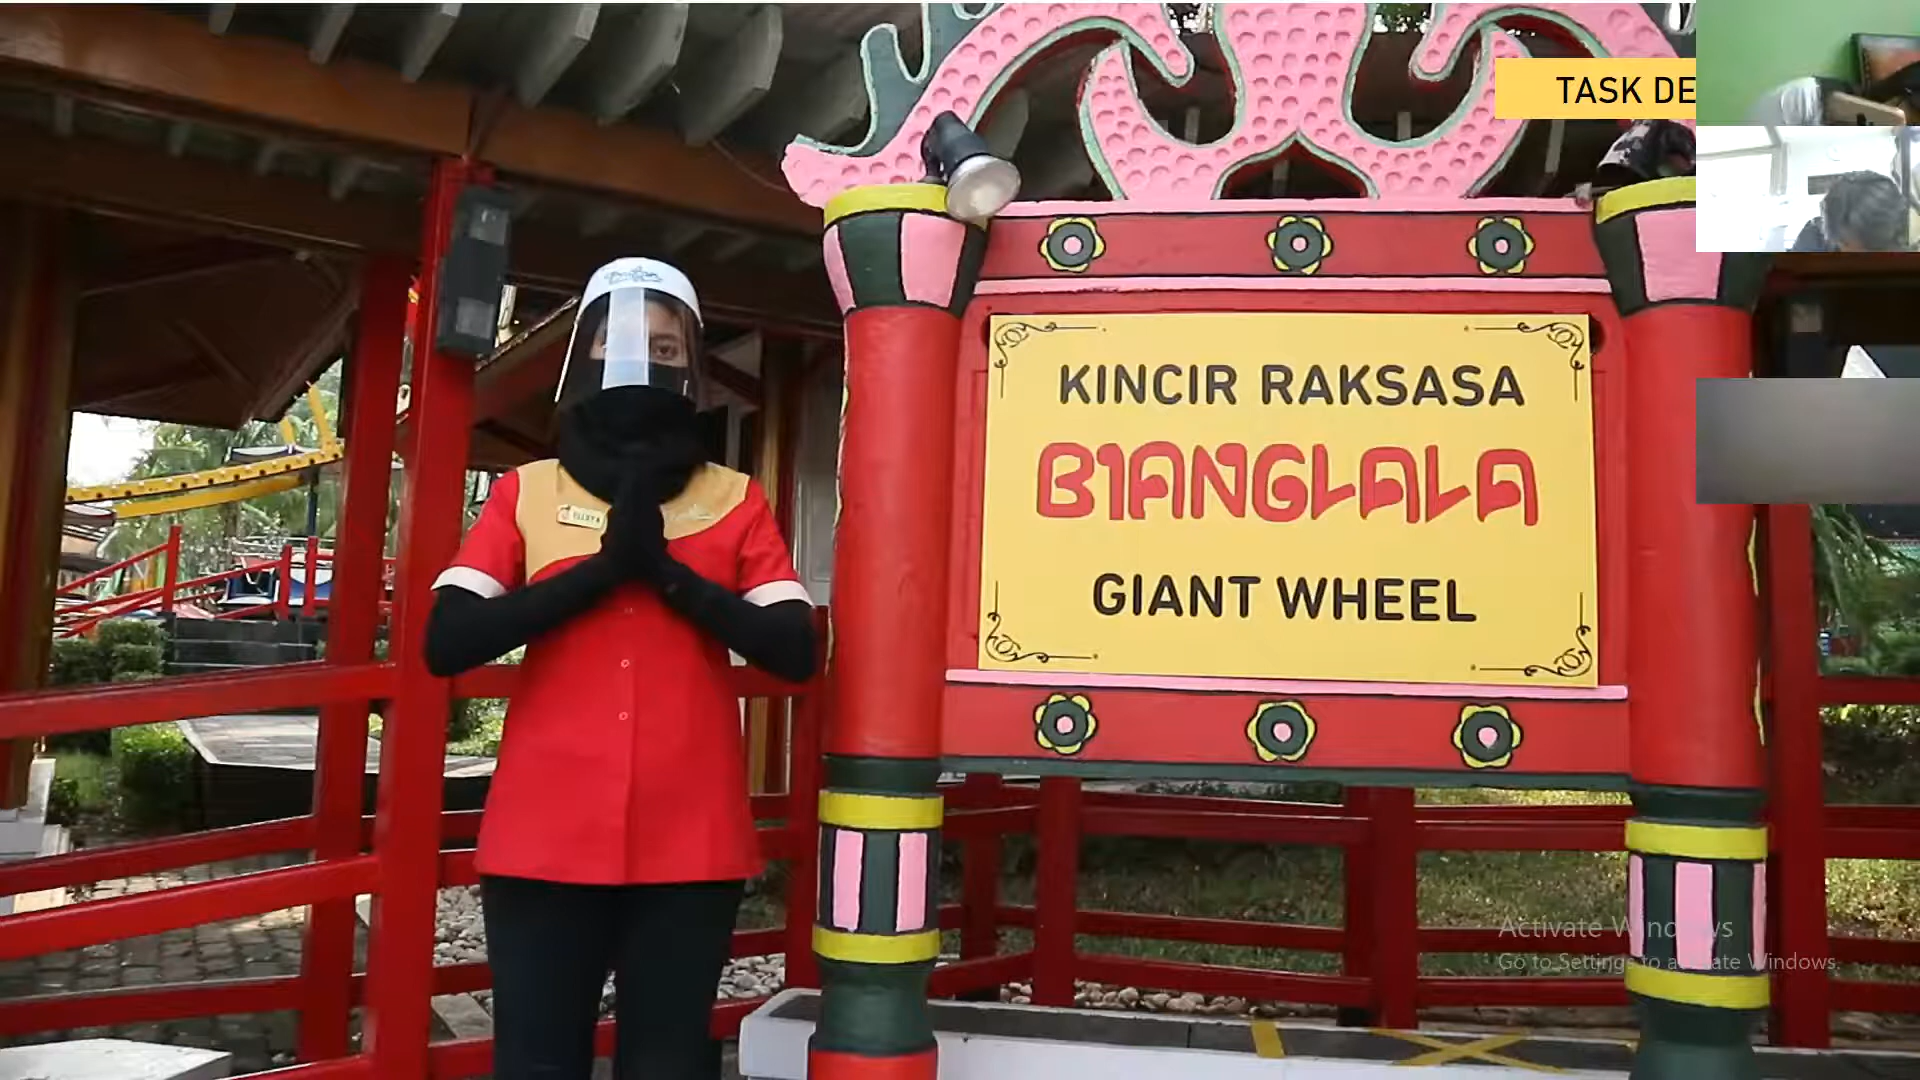 TASK DE
KINCIR RAKSASA
BIANGLALA
GIANT WHEEL
Activate Windows
Go to Settings to activate Windows.